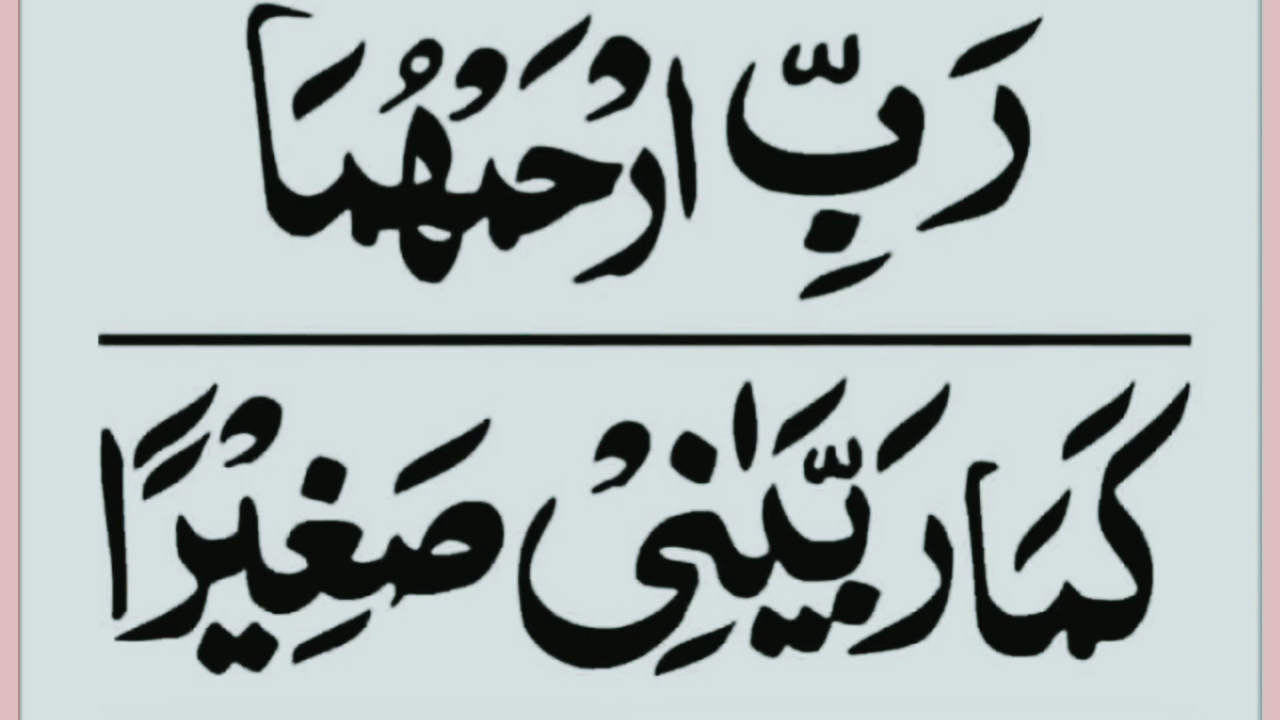 رَبِّ ارْحَمْهُمَا
كَمَا رَبَّيٰنِيْ صَغِيْرًا